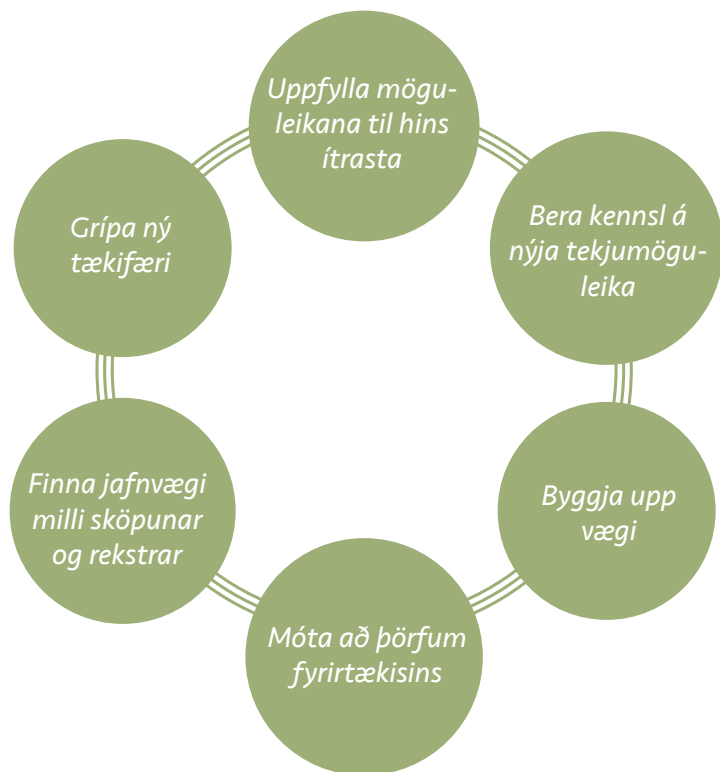 Uppfylla mögu-
leikana til hins
ítrasta
Bera kennsl á
nýja tekjumögu-
leika
Byggja upp
vægi
Móta að þörfum
fyrirtækisins
Finna jafnvægi
milli sköpunar
og rekstrar
Grípa ný
tækifæri